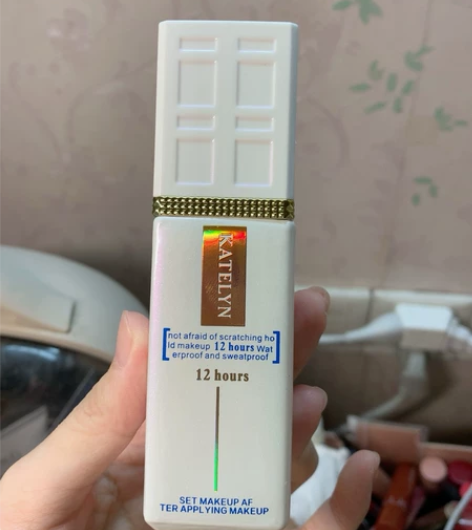 KATELYN
not afraid of scratching ho
ld makeup 12 hours Wat
erproof and sweatproof
12 hours
SET MAKEUP AF
TER APPLYING MAKEUP